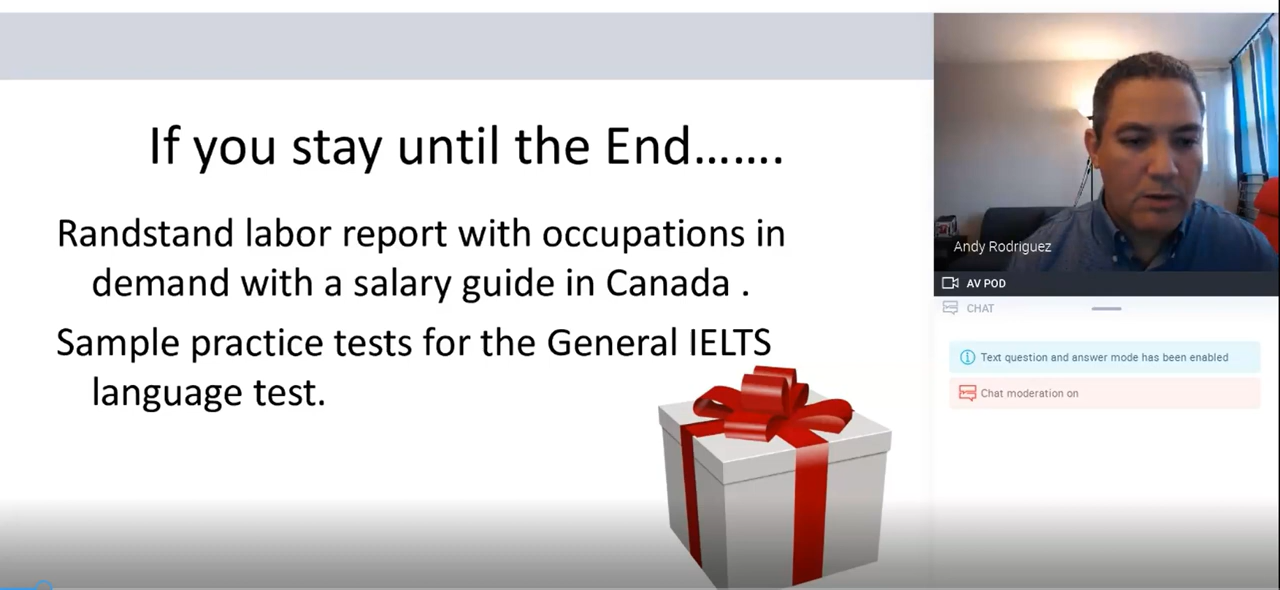 If you stay until the End.......
Randstand labor report with occupations in
demand with a salary guide in Canada .
Sample practice tests for the General IELTS
language test.
Andy Rodriguez
AV POD
CHAT
Text question and answer mode has been enabled
Chat moderation on